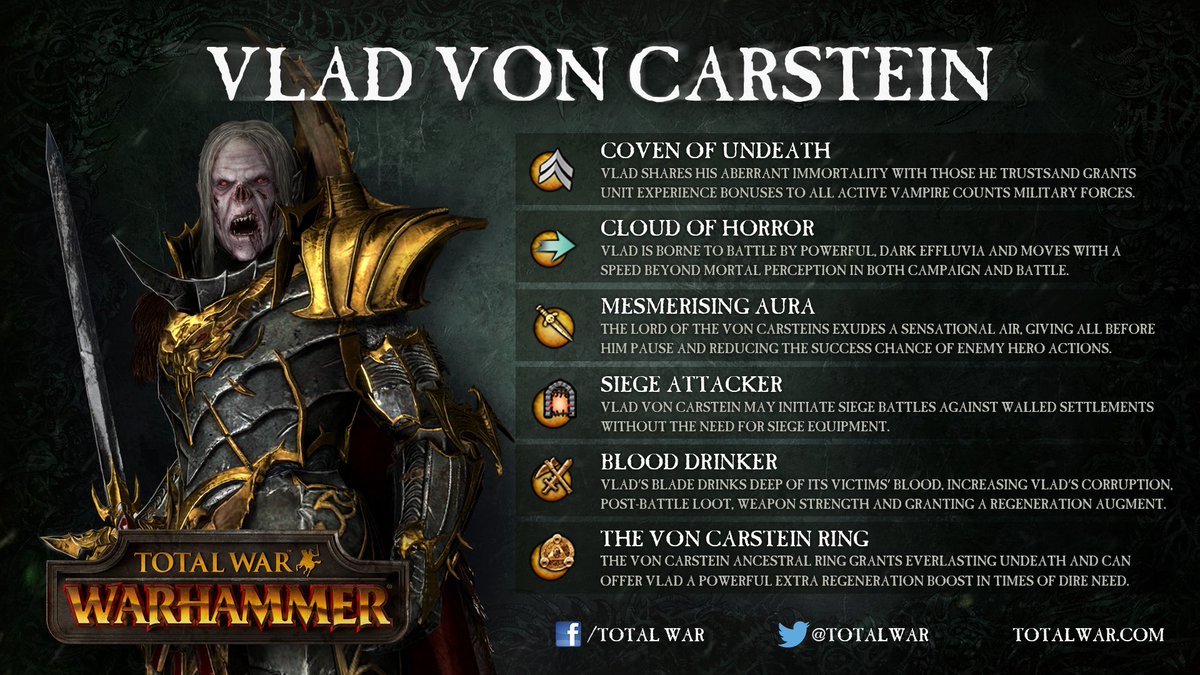 VLAD VON CARSTEIN
COVEN OF UNDEATH
VLAD SHARES HIS ABERRANT IMMORTALITY WITH THOSE HE TRUSTSAND GRANTS
UNIT EXPERIENCE BONUSES TO ALL ACTIVE VAMPIRE COUNTS MILITARY FORCES.
CLOUD OF HORROR
VLAD IS BORNE TO BATTLE BY POWERFUL, DARK EFFLUVIA AND MOVES WITH A
SPEED BEYOND MORTAL PERCEPTION IN BOTH CAMPAIGN AND BATTLE.
MESMERISING AURA
THE LORD OF THE VON CARSTEINS EXUDES A SENSATIONAL AIR, GIVING ALL BEFORE
HIM PAUSE AND REDUCING THE SUCCESS CHANCE OF ENEMY HERO ACTIONS.
SIEGE ATTACKER
VLAD VON CARSTEIN MAY INITIATE SIEGE BATTLES AGAINST WALLED SETTLEMENTS
WITHOUT THE NEED FOR SIEGE EQUIPMENT.
BLOOD DRINKER
VLAD'S BLADE DRINKS DEEP OF ITS VICTIMS' BLOOD, INCREASING VLAD'S CORRUPTION,
POST-BATTLE LOOT, WEAPON STRENGTH AND GRANTING A REGENERATION AUGMENT.
THE VON CARSTEIN RING
THE VON CARSTEIN ANCESTRAL RING GRANTS EVERLASTING UNDEATH AND CAN
OFFER VLAD A POWERFUL EXTRA REGENERATION BOOST IN TIMES OF DIRE NEED.
TOTAL WAR
WARHAMMER
f/TOTAL WAR
@TOTALWAR
TOTALWAR.COM